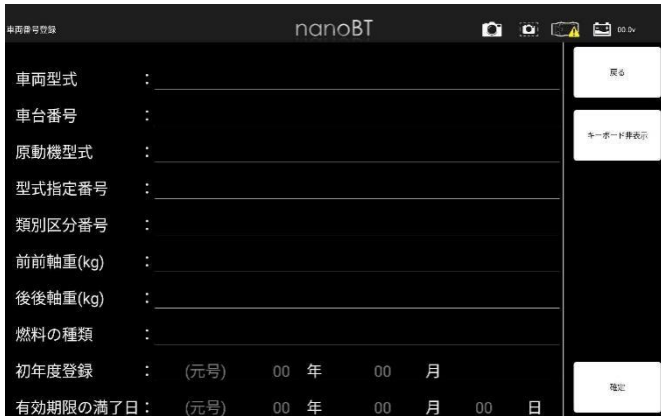 車両番号登録
nanoBT
00.0v
車両型式 :
車台番号 :
原動機型式 :
型式指定番号 :
類別区分番号 :
前前軸重(kg) :
後後軸重(kg) :
燃料の種類 :
初年度登録 : (元号) 00 年 00 月
有効期限の満了日 : (元号) 00 年 00 月 00 日
戻る
キーボード非表示
確定